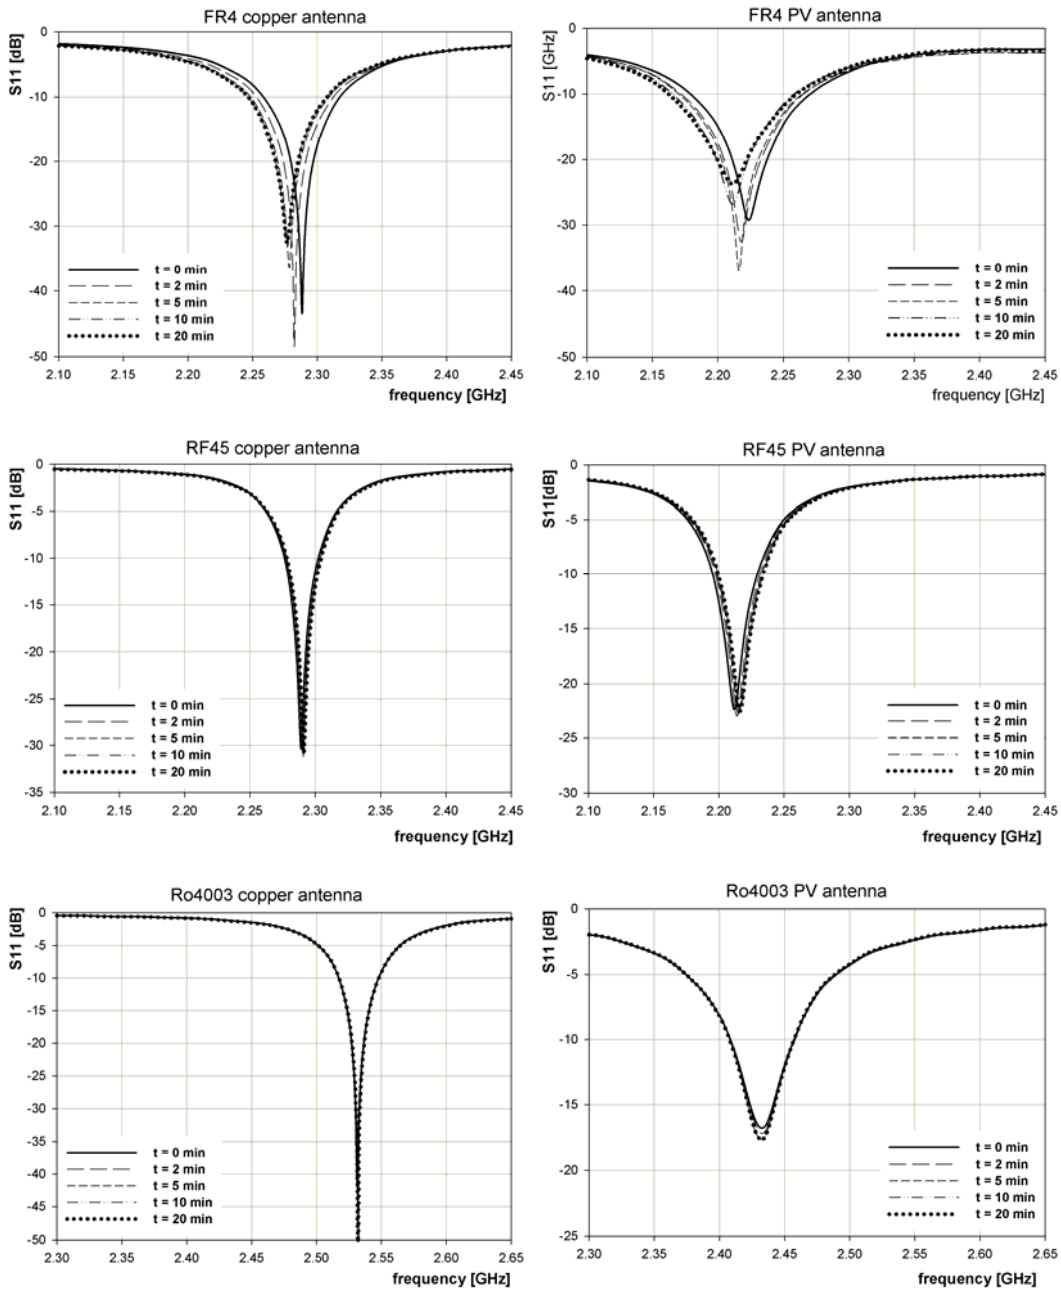 FR4 copper antenna
S11 [dB]
0
-10
-20
-30
-40
-50
t = 0 min
t = 2 min
t = 5 min
t = 10 min
t = 20 min
2.10 2.15 2.20 2.25 2.30 2.35 2.40 2.45
frequency [GHz]
FR4 PV antenna
S11 [GHz]
0
-10
-20
-30
-40
-50
t = 0 min
t = 2 min
t = 5 min
t = 10 min
t = 20 min
2.10 2.15 2.20 2.25 2.30 2.35 2.40 2.45
frequency [GHz]
RF45 copper antenna
S11 [dB]
0
-5
-10
-15
-20
-25
-30
-35
t = 0 min
t = 2 min
t = 5 min
t = 10 min
t = 20 min
2.10 2.15 2.20 2.25 2.30 2.35 2.40 2.45
frequency [GHz]
RF45 PV antenna
S11[dB]
0
-5
-10
-15
-20
-25
-30
t = 0 min
t = 2 min
t = 5 min
t = 10 min
t = 20 min
2.10 2.15 2.20 2.25 2.30 2.35 2.40 2.45
frequency [GHz]
Ro4003 copper antenna
S11 [dB]
0
-5
-10
-15
-20
-25
-30
-35
-40
-45
-50
t = 0 min
t = 2 min
t = 5 min
t = 10 min
t = 20 min
2.30 2.35 2.40 2.45 2.50 2.55 2.60 2.65
frequency [GHz]
Ro4003 PV antenna
S11 [dB]
0
-5
-10
-15
-20
-25
t = 0 min
t = 2 min
t = 5 min
t = 10 min
t = 20 min
2.30 2.35 2.40 2.45 2.50 2.55 2.60 2.65
frequency [GHz]